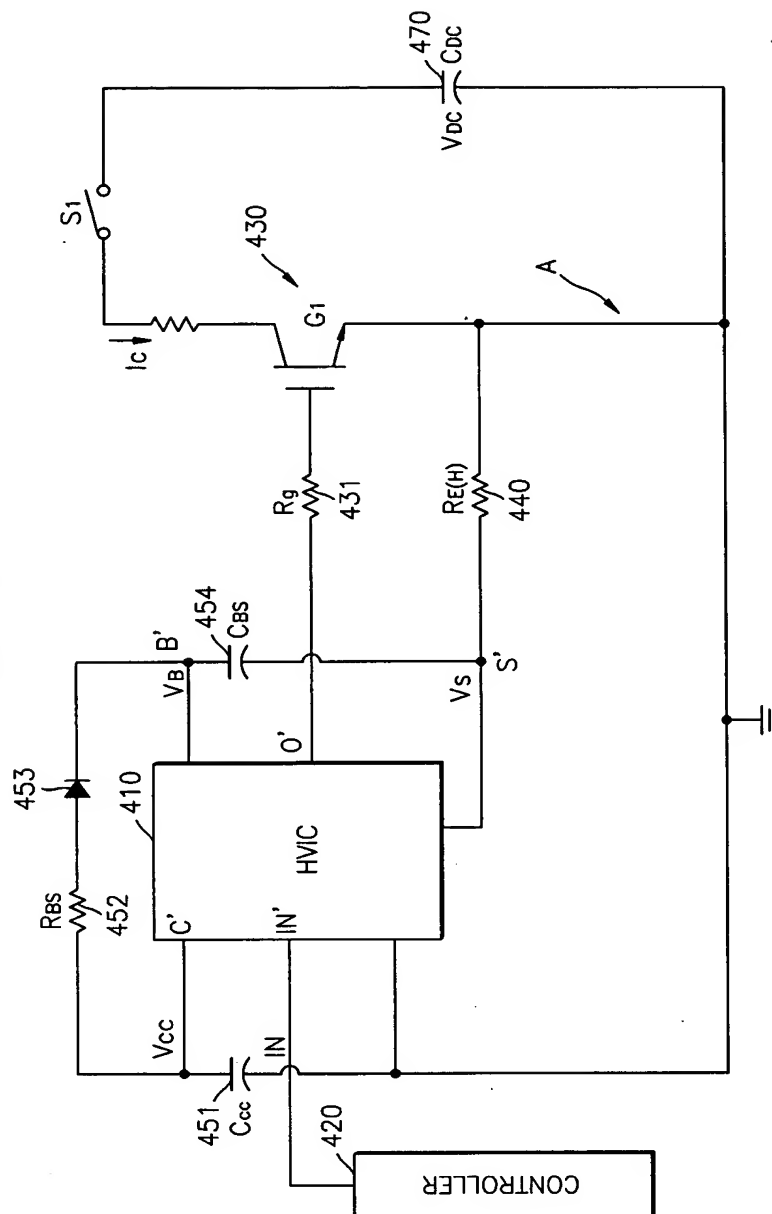 S1
470
CDC
VDC
430
IC
G1
A
Rg
431
RE(H)
440
B'
454
CBS
VB
O'
VS
S'
453
410
HVIC
RBS
452
C'
IN'
VCC
IN
451
CCC
420
CONTROLLER